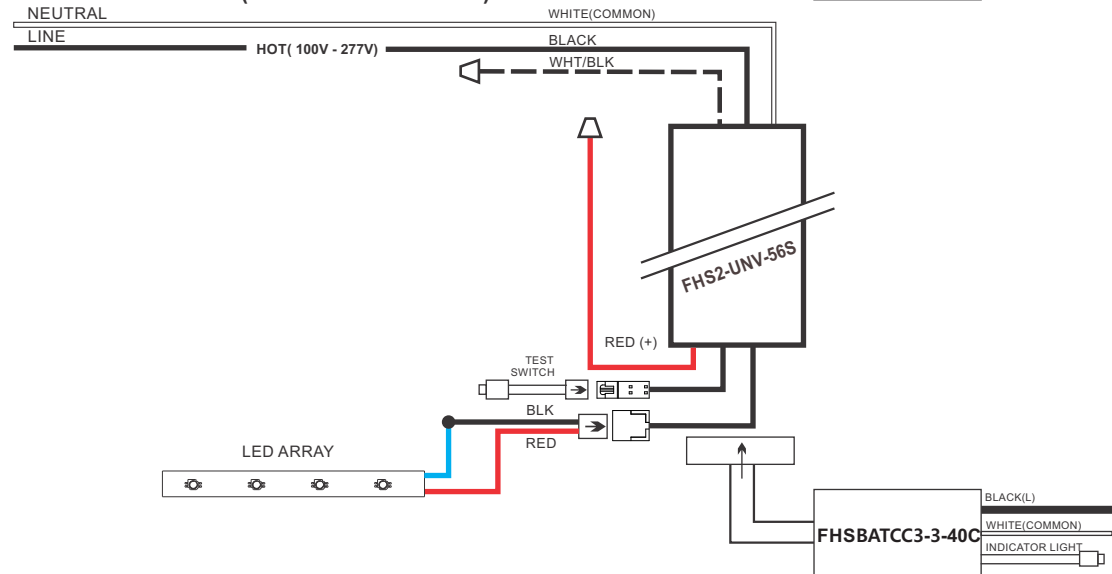 NEUTRAL
WHITE(COMMON)
LINE
HOT( 100V - 277V)
BLACK
WHT/BLK
FHS2-UNV-56S
RED (+)
TEST
SWITCH
BLK
RED
LED ARRAY
BLACK(L)
WHITE(COMMON)
FHSBATCC3-3-40C
INDICATOR LIGHT